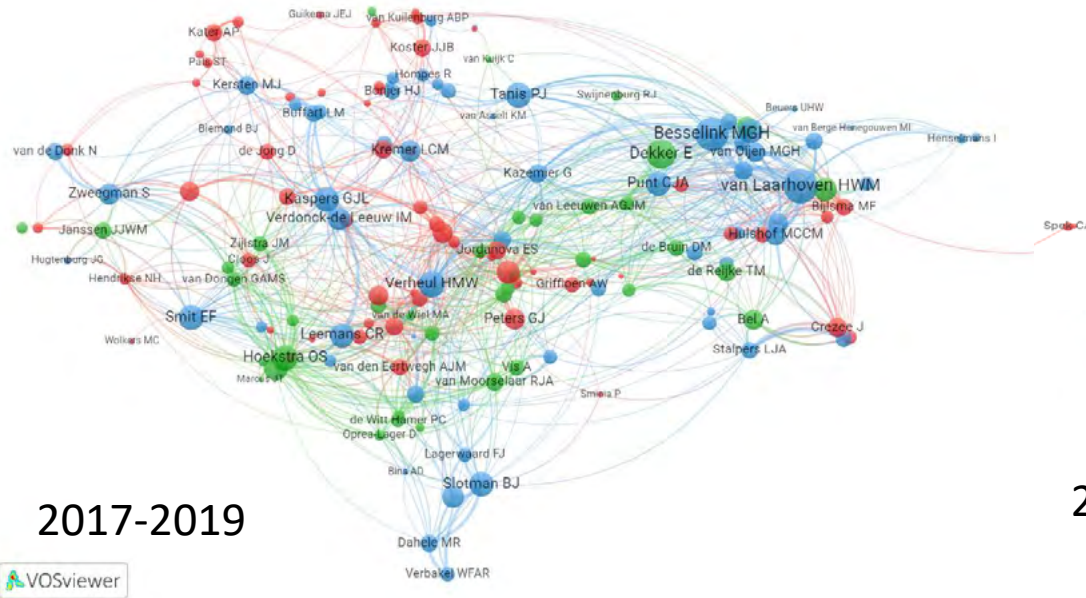 Guikema JEJ
van Kuilenburg ABP
Kater AP
Koster JJB
Pals ST
van Kuijk C
Hompes R
Kersten MJ
Bonjer HJ
Tanis PJ
Swijnenburg RJ
Buffart LM
Beuers UHW
van Asselt KM
Biemond BJ
Besselink MGH
van Berge Henegouwen MI
Henselmans I
van de Donk N
de Jong D
Kremer LCM
Dekker E
van Oijen MGH
Kazemier G
Punt CJA
van Laarhoven HWM
Zweegman S
Kaspers GJL
van Leeuwen AGJM
Bijlsma MF
Verdonck-de Leeuw IM
Spek CA
Janssen JJWM
Hulshof MCCM
Zijlstra JM
Jordanova ES
de Bruin DM
Cloos J
Hugtenburg JG
de Reijke TM
Hendrikse NH
van Dongen GAMS
Verheul HMW
Griffioen AW
Smit EF
van de Wiel MA
Peters GJ
Bel A
Crezee J
Wolkers MC
Leemans CR
Stalpers LJA
Hoekstra OS
van den Eertwegh AJM
Vis A
van Moorselaar RJA
Sminia P
de Witt Hamer PC
Oprea-Lager D
Lagerwaard FJ
Slotman BJ
2017-2019
2
Dahele MR
Verbakel WFAR
VOSviewer